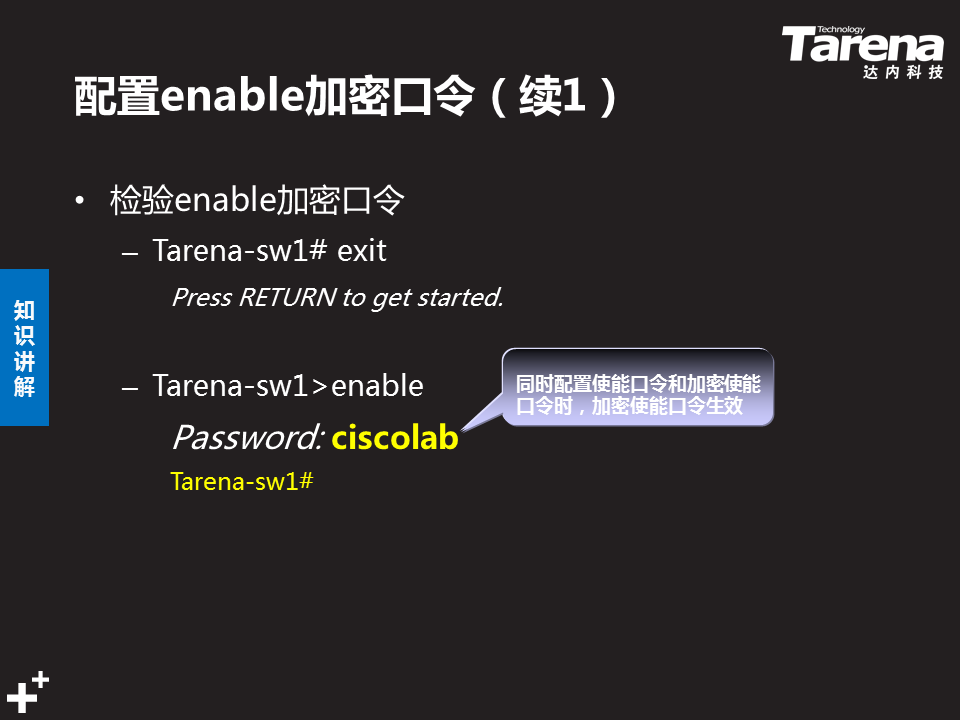 Technology
Tarena
达内科技
配置enable加密口令（续1）
• 检验enable加密口令
– Tarena-sw1# exit
Press RETURN to get started.
知识讲解
– Tarena-sw1>enable
同时配置使能口令和加密使能
口令时，加密使能口令生效
Password: ciscolab
Tarena-sw1#